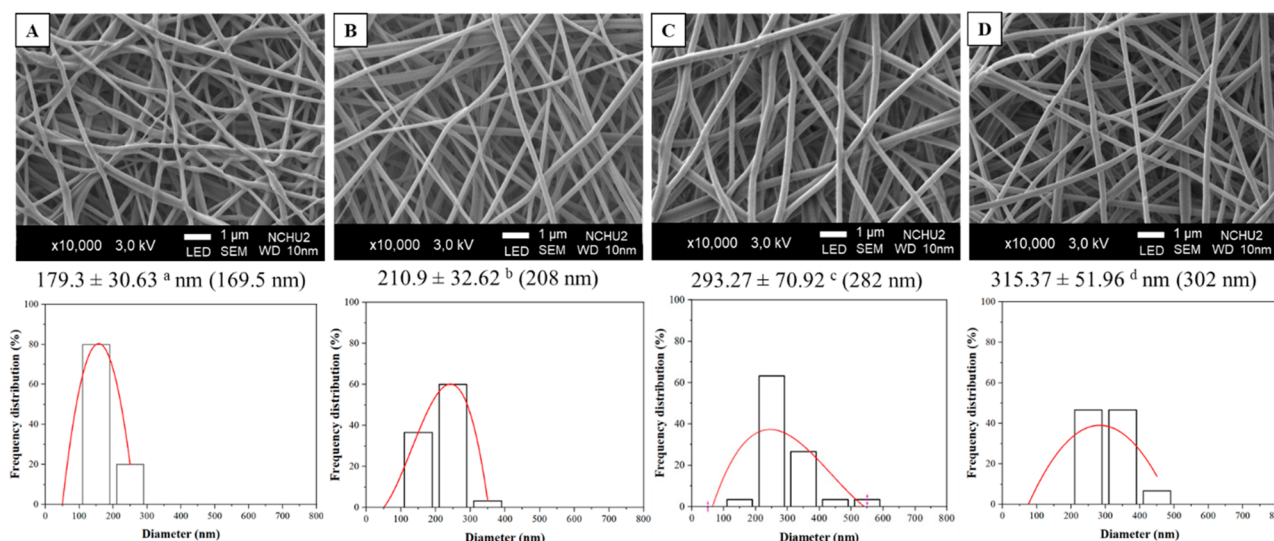 A
B
C
D
x10,000 3,0 kV 1 µm NCHU2
LED SEM WD 10nm
x10,000 3,0 kV 1 µm NCHU2
LED SEM WD 10nm
x10,000 3,0 kV 1 µm NCHU2
LED SEM WD 10nm
x10,000 3,0 kV 1 µm NCHU2
LED SEM WD 10nm
179.3 ± 30.63 ᵃ nm (169.5 nm)
210.9 ± 32.62 ᵇ (208 nm)
293.27 ± 70.92 ᶜ (282 nm)
315.37 ± 51.96 ᵈ nm (302 nm)
Frequency distribution (%)
100
80
60
40
20
0
0 100 200 300 400 500 600 700 800
Diameter (nm)
Frequency distribution (%)
100
80
60
40
20
0
0 100 200 300 400 500 600 700 800
Diameter (nm)
Frequency distribution (%)
100
80
60
40
20
0
0 100 200 300 400 500 600 700 800
Diameter (nm)
Frequency distribution (%)
100
80
60
40
20
0
0 100 200 300 400 500 600 700 800
Diameter (nm)